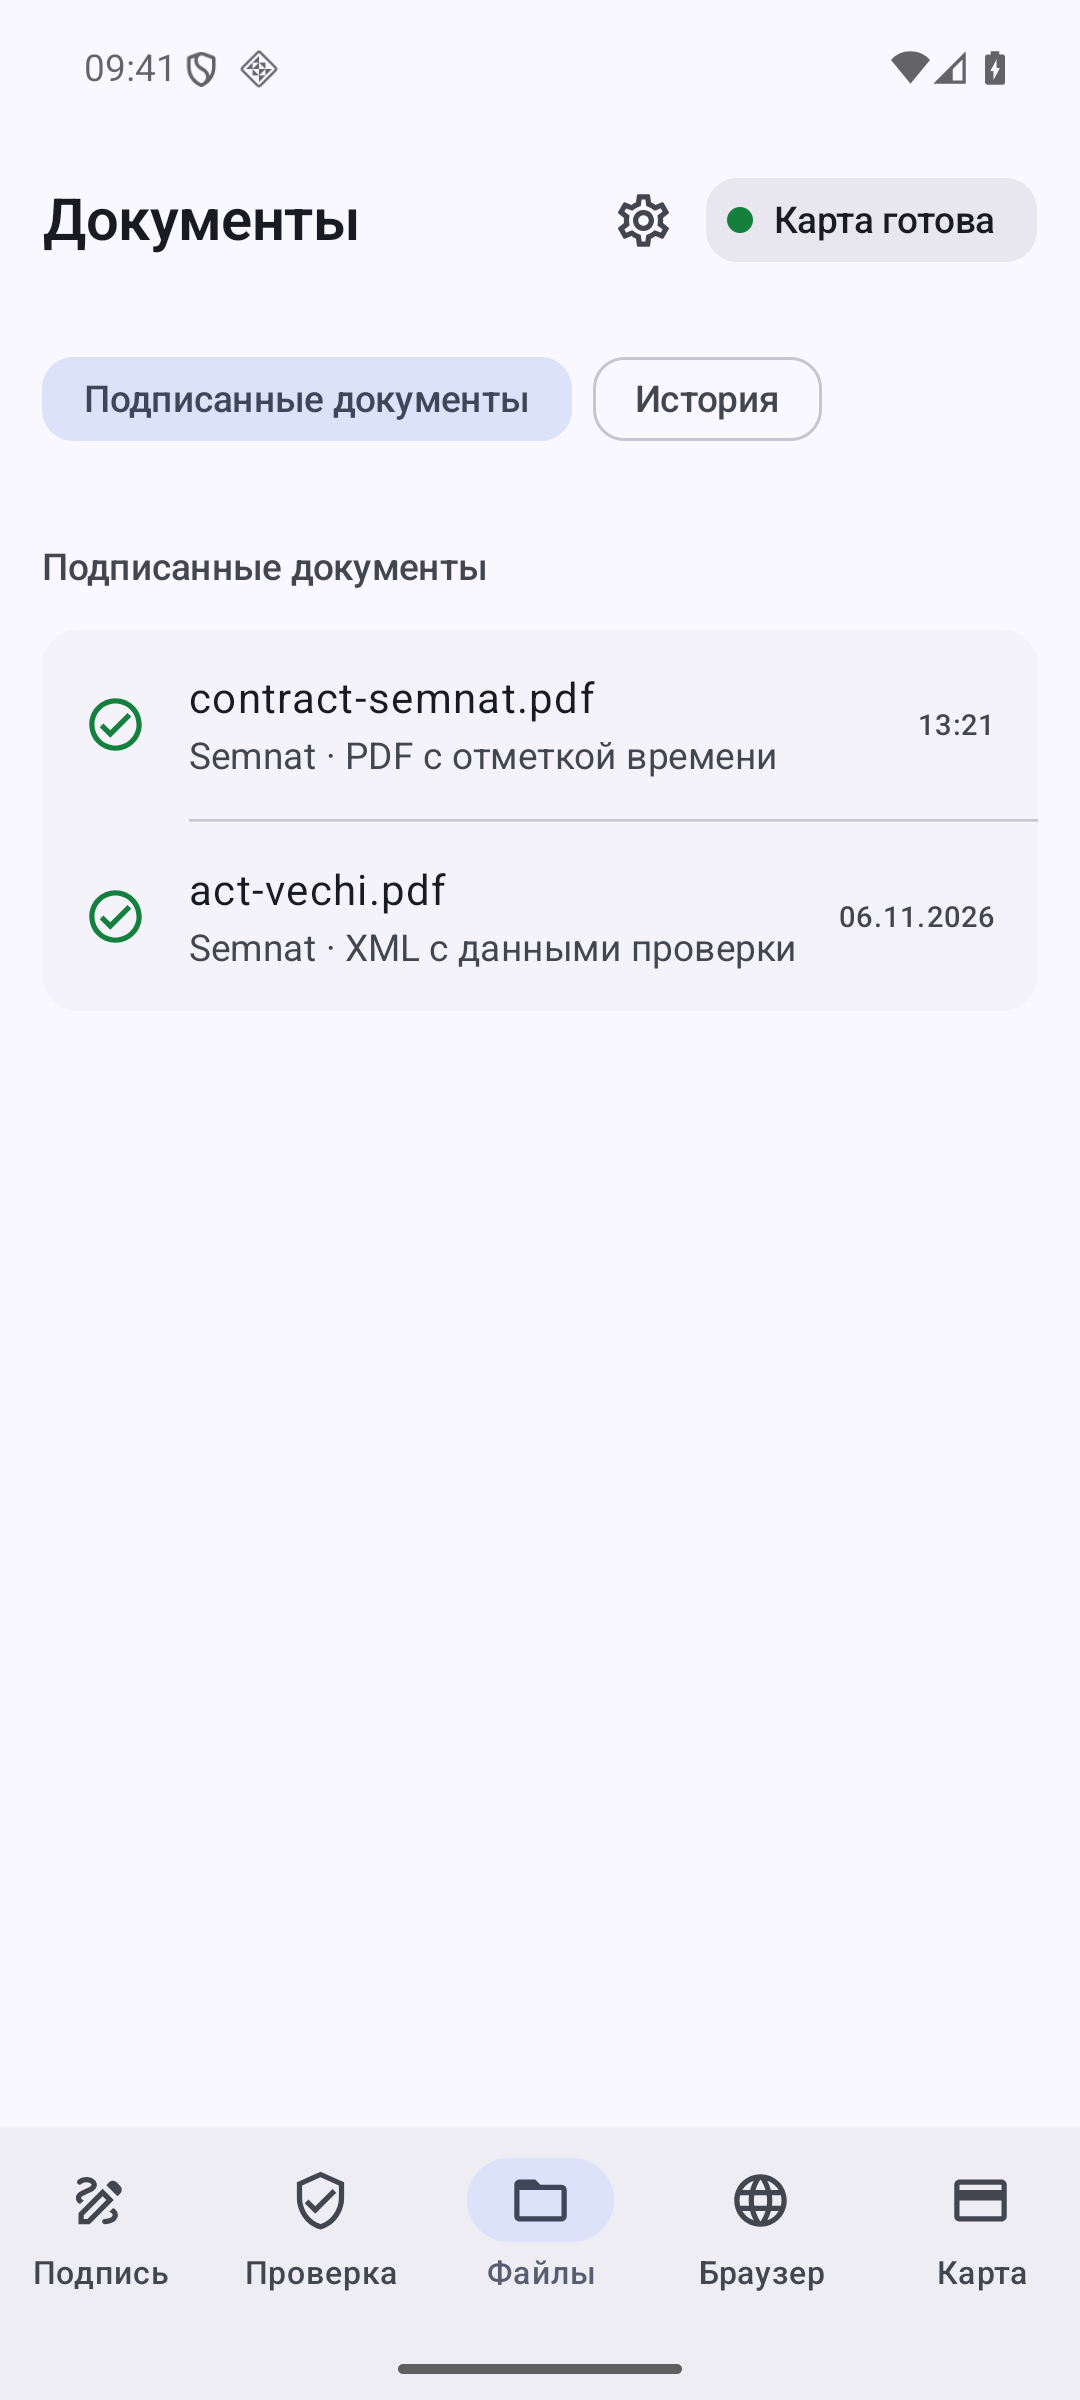 09:41
Документы
Карта готова
Подписанные документы
История
Подписанные документы
contract-semnat.pdf
13:21
Semnat · PDF с отметкой времени
act-vechi.pdf
06.11.2026
Semnat · XML с данными проверки
Подпись
Проверка
Файлы
Браузер
Карта